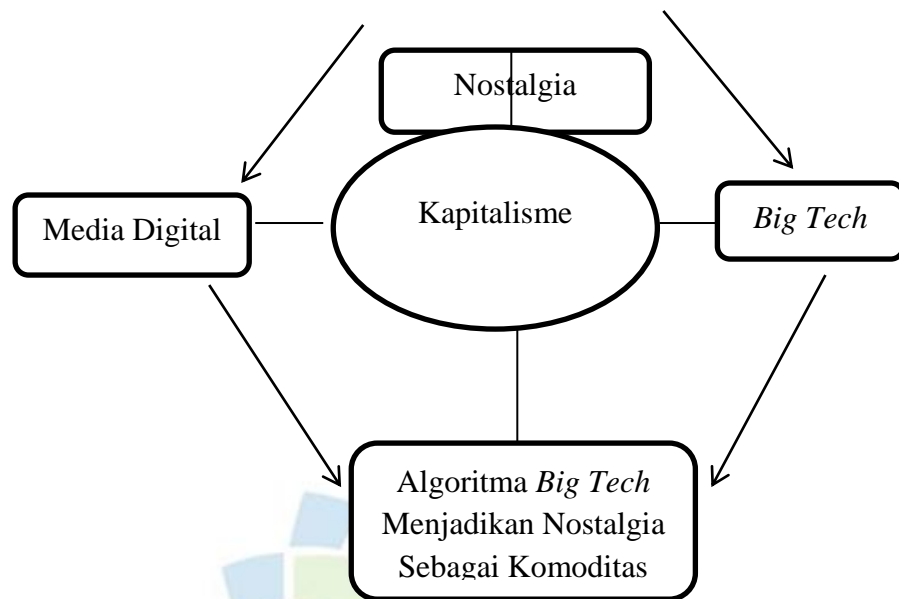 Nostalgia
Kapitalisme
Media Digital
Big Tech
Algoritma Big Tech
Menjadikan Nostalgia
Sebagai Komoditas